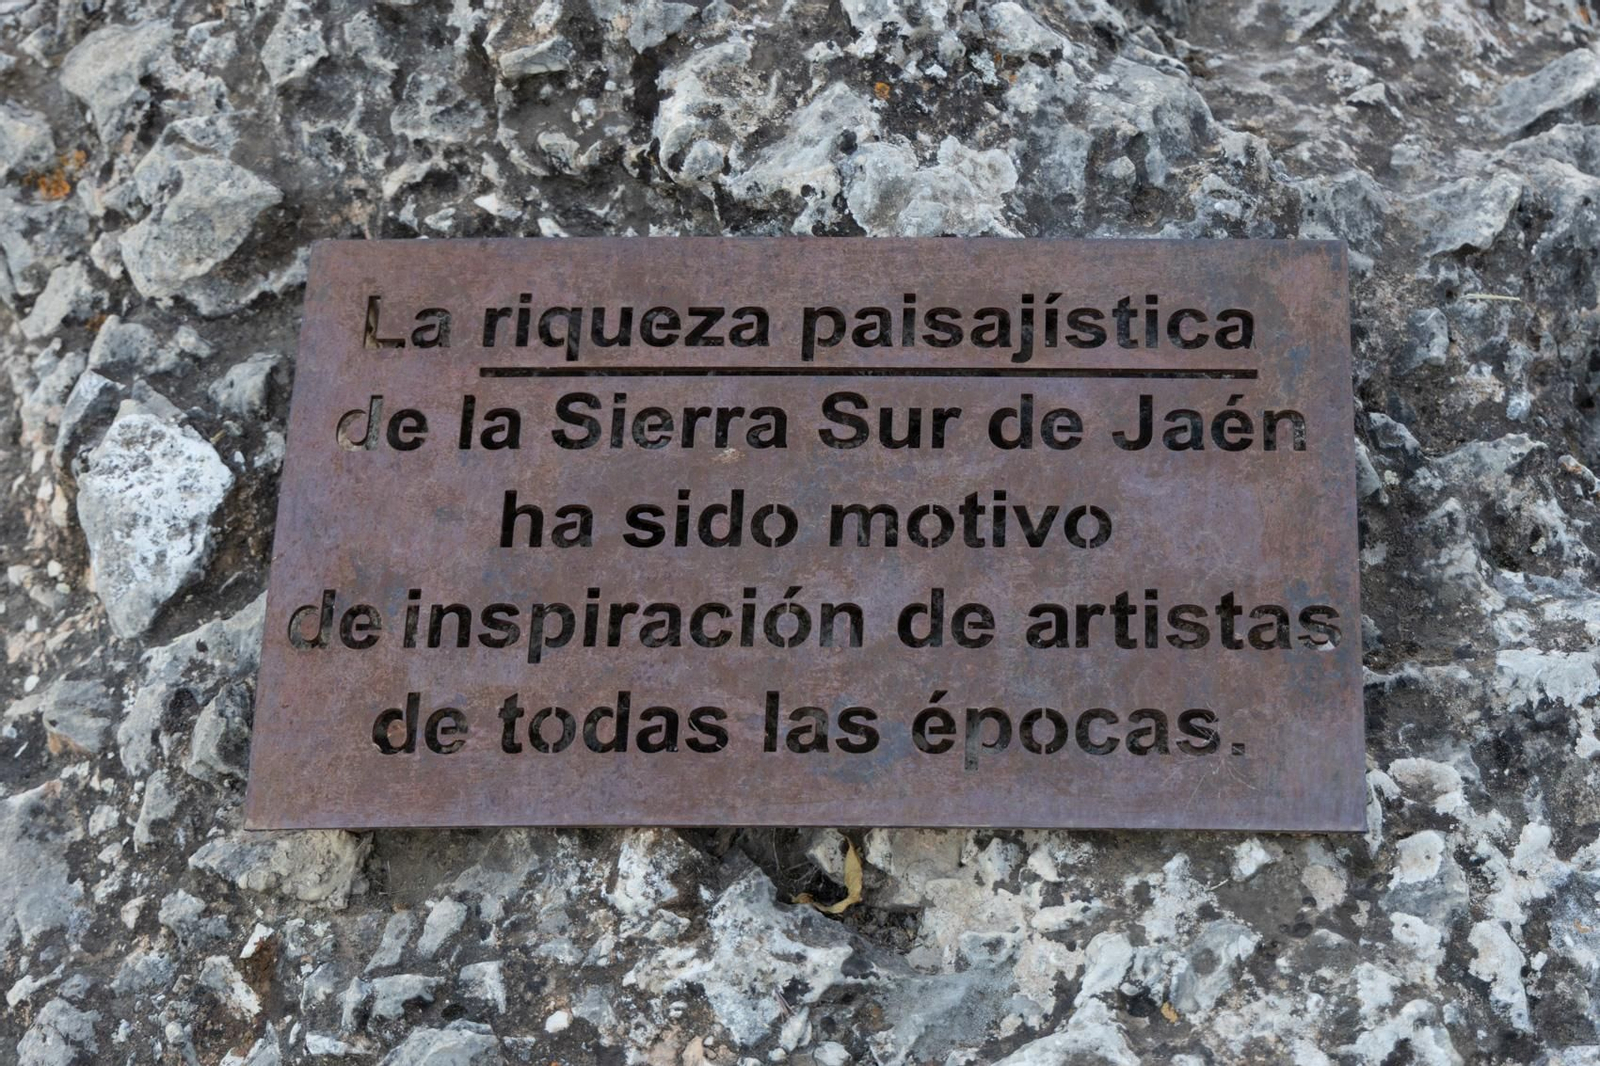 La riqueza paisajística
de la Sierra Sur de Jaén
ha sido motivo
de inspiración de artistas
de todas las épocas.